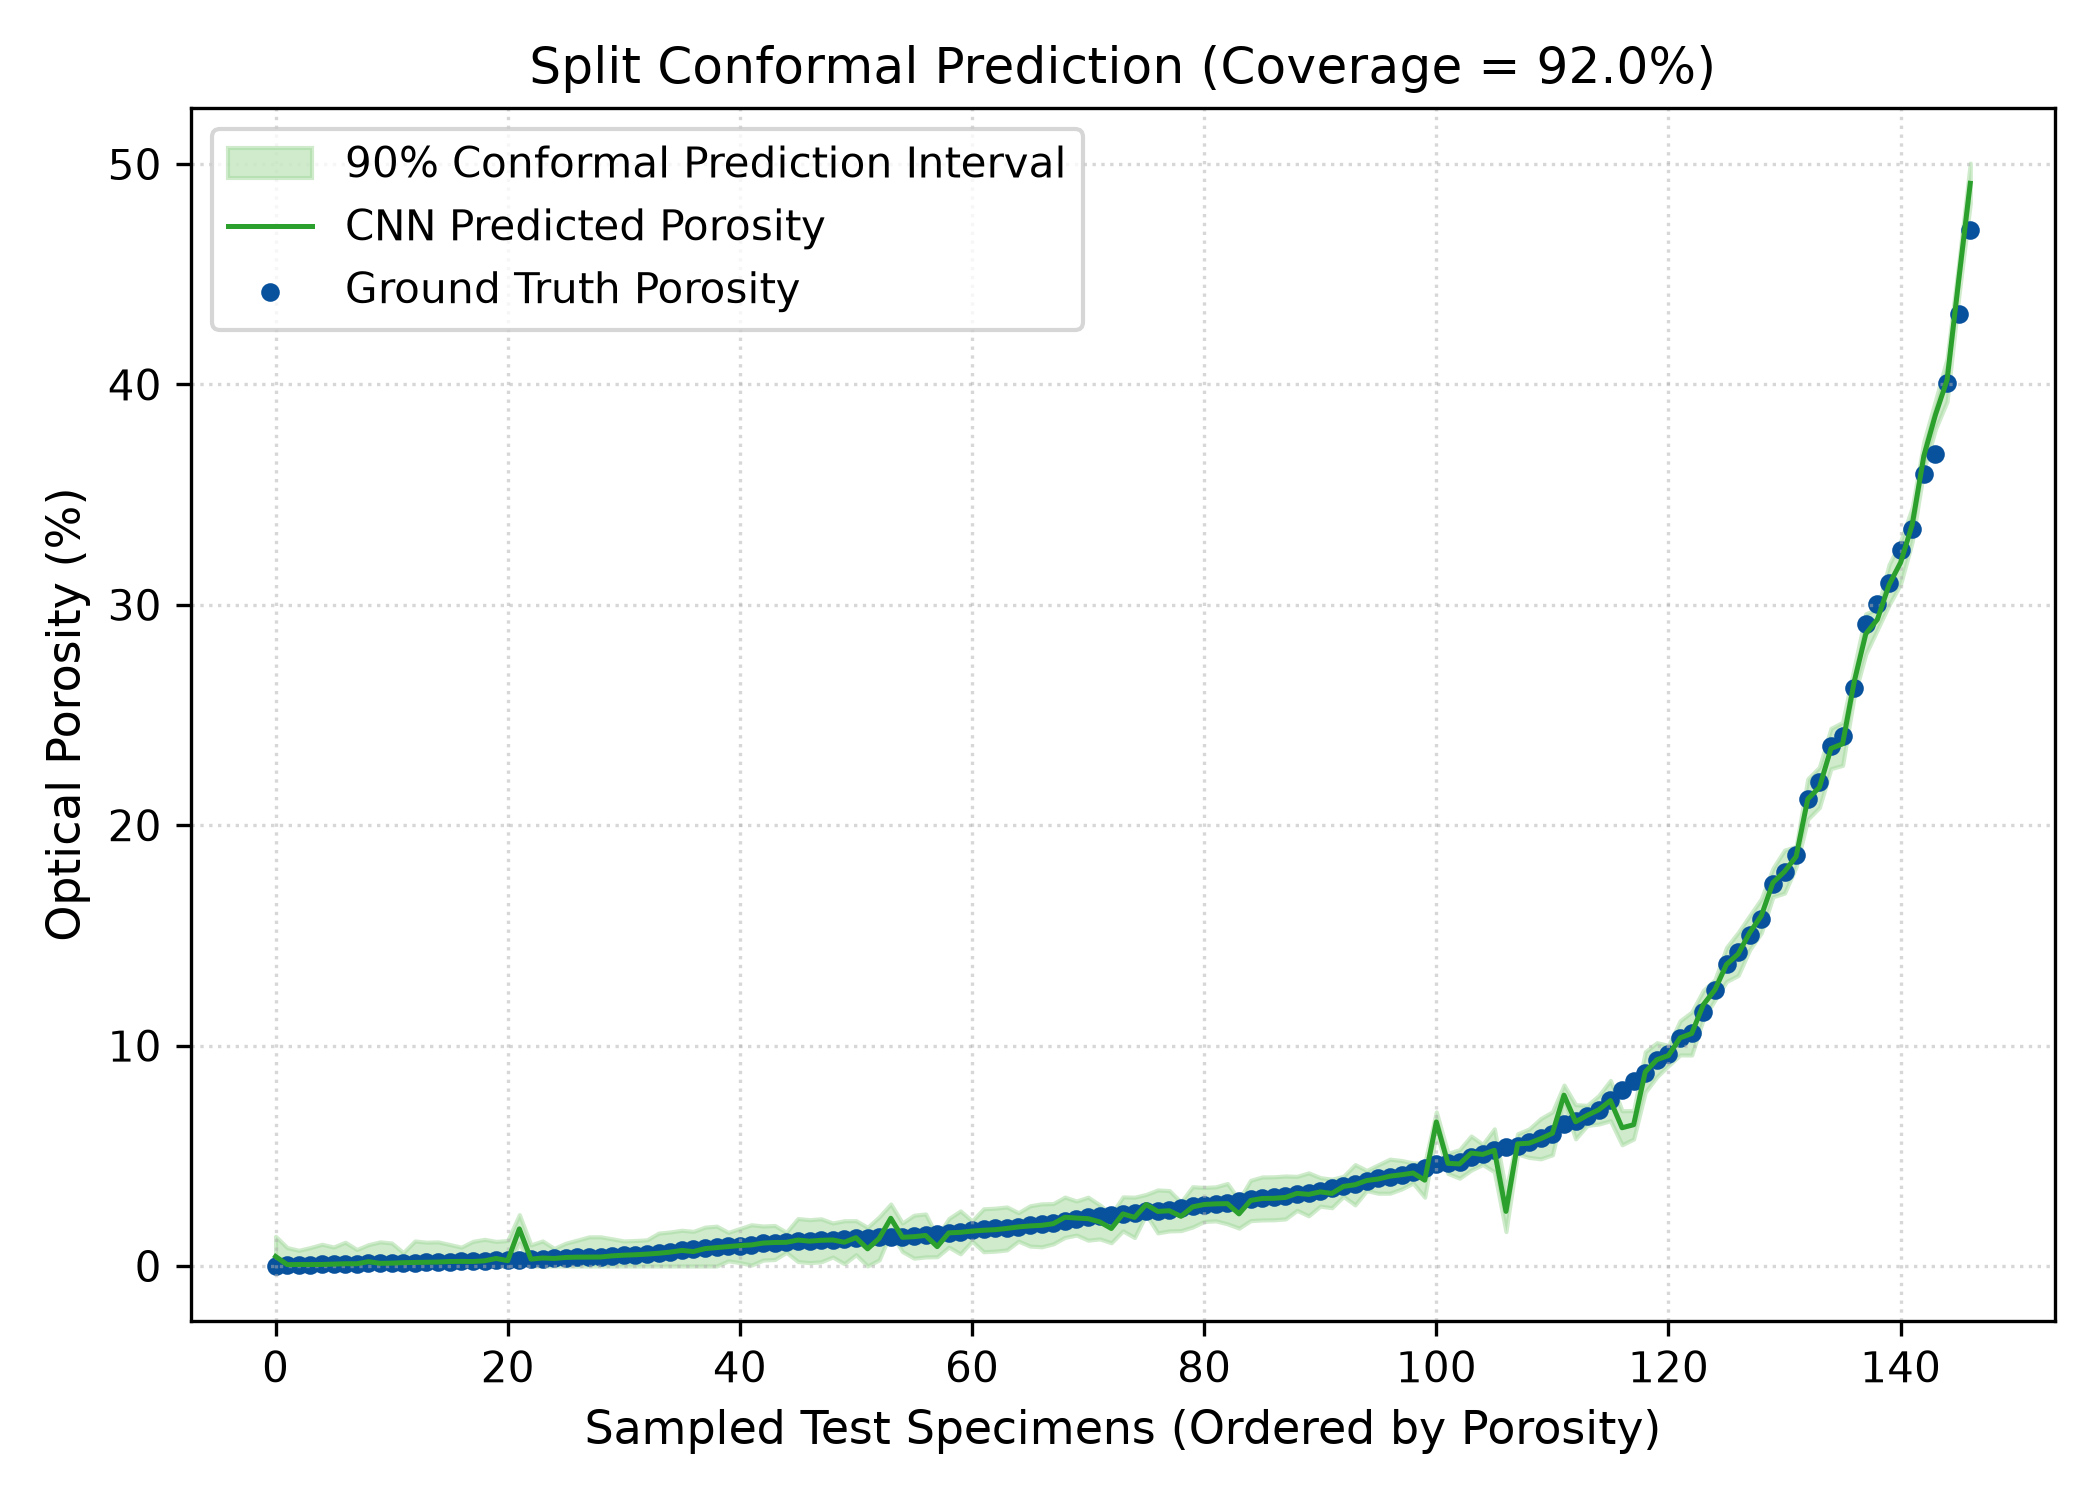 Split Conformal Prediction (Coverage = 92.0%)
90% Conformal Prediction Interval
CNN Predicted Porosity
Ground Truth Porosity
Optical Porosity (%)
50
40
30
20
10
0
0 20 40 60 80 100 120 140
Sampled Test Specimens (Ordered by Porosity)